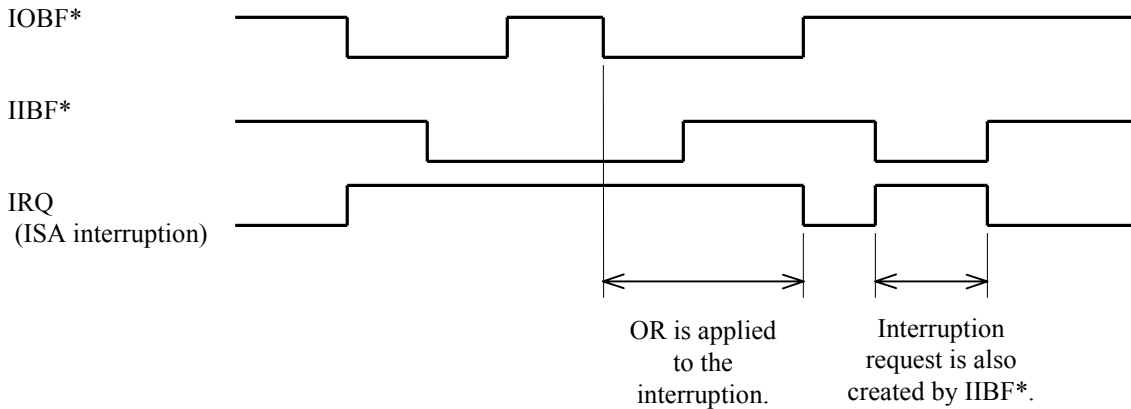 IOBF*
IIBF*
IRQ
(ISA interruption)
OR is applied
to the
interruption.
Interruption
request is also
created by IIBF*.